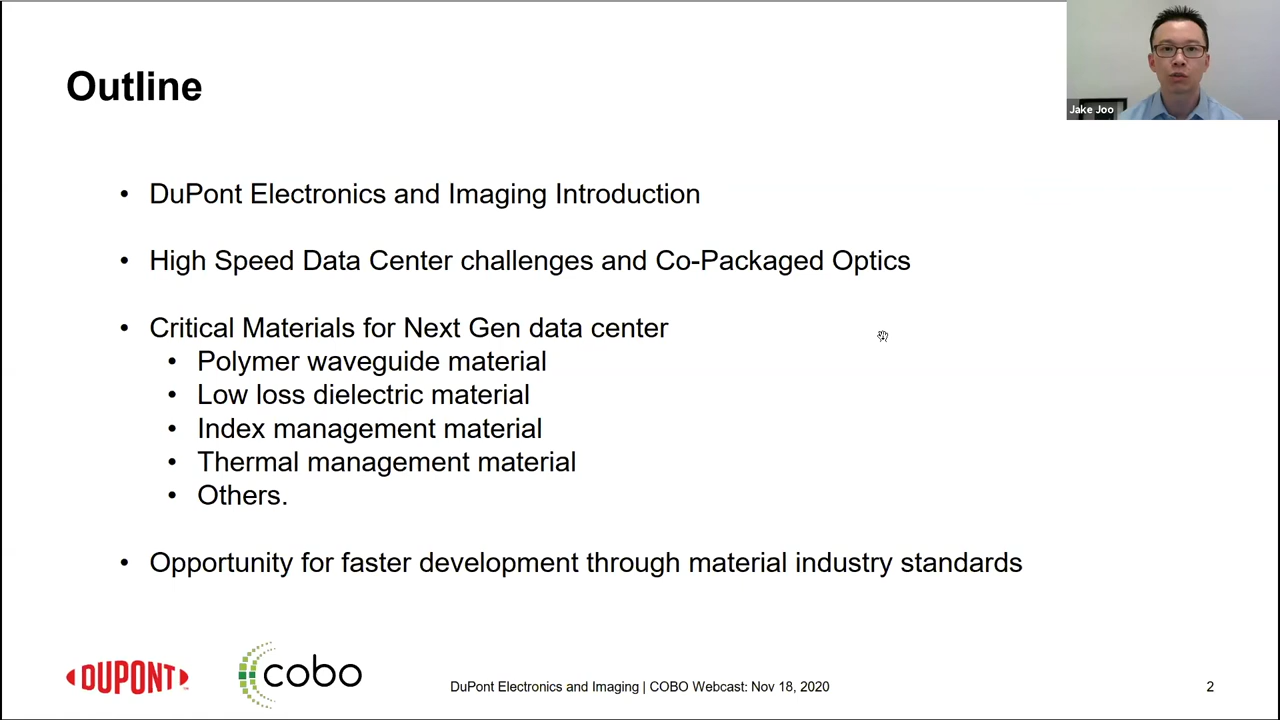 Outline
Jake Joo
• DuPont Electronics and Imaging Introduction
• High Speed Data Center challenges and Co-Packaged Optics
• Critical Materials for Next Gen data center
• Polymer waveguide material
• Low loss dielectric material
• Index management material
• Thermal management material
• Others.
• Opportunity for faster development through material industry standards
DUPONT™
cobo
DuPont Electronics and Imaging | COBO Webcast: Nov 18, 2020
2